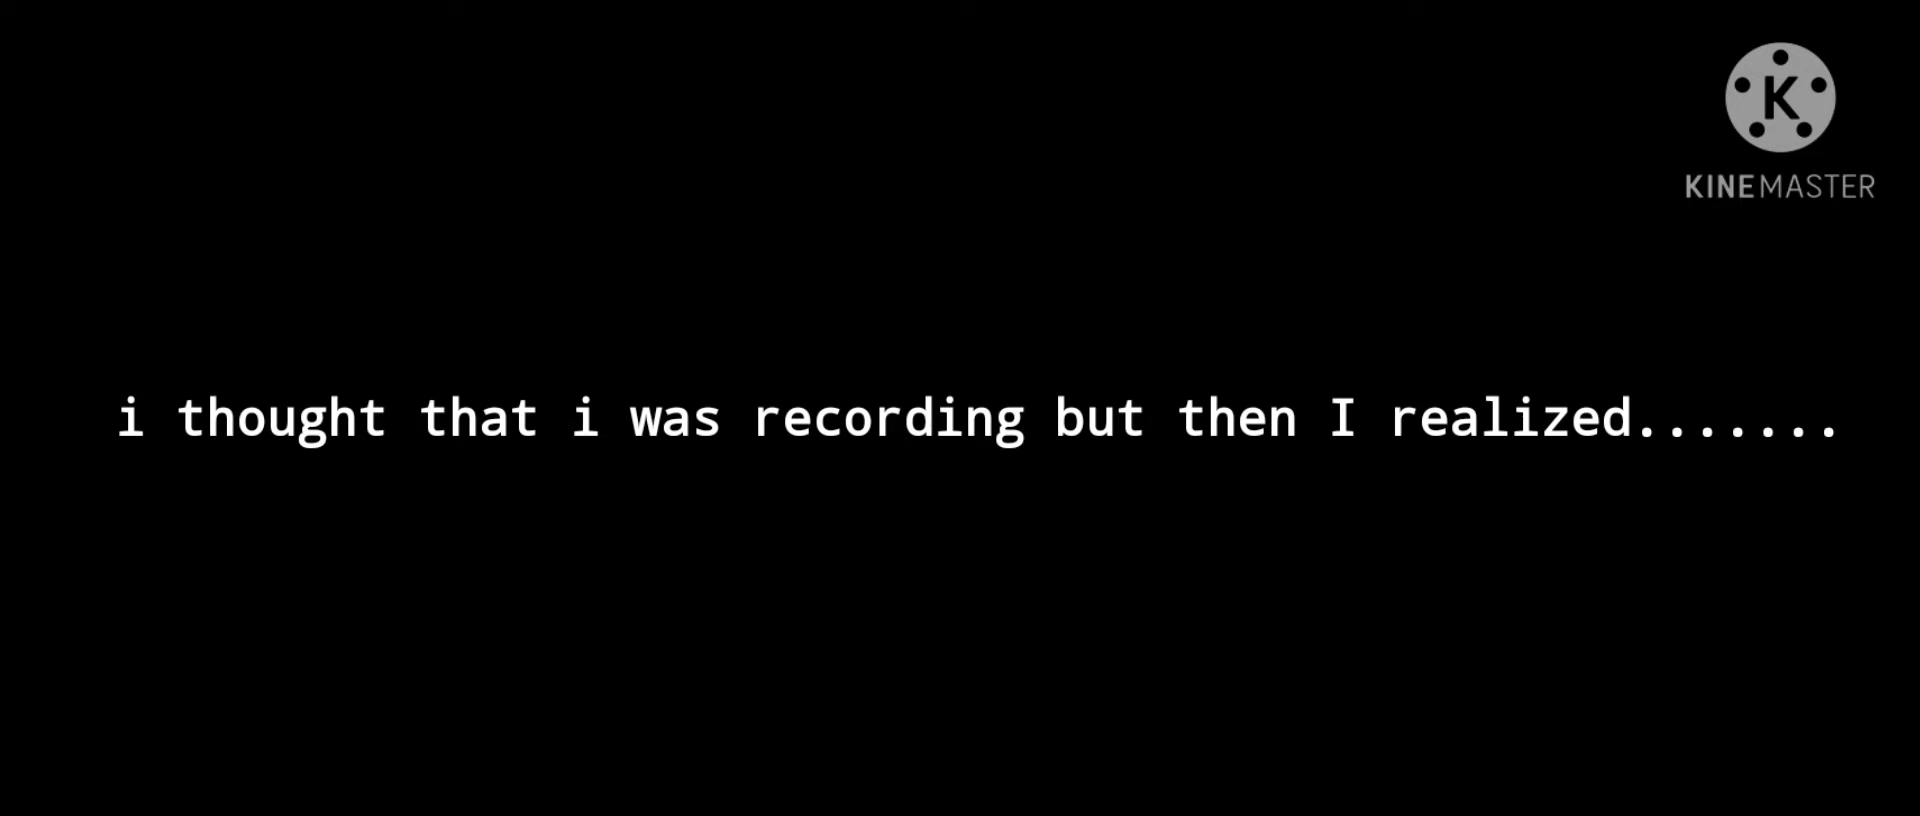 K
KINEMASTER
i thought that i was recording but then I realized.......